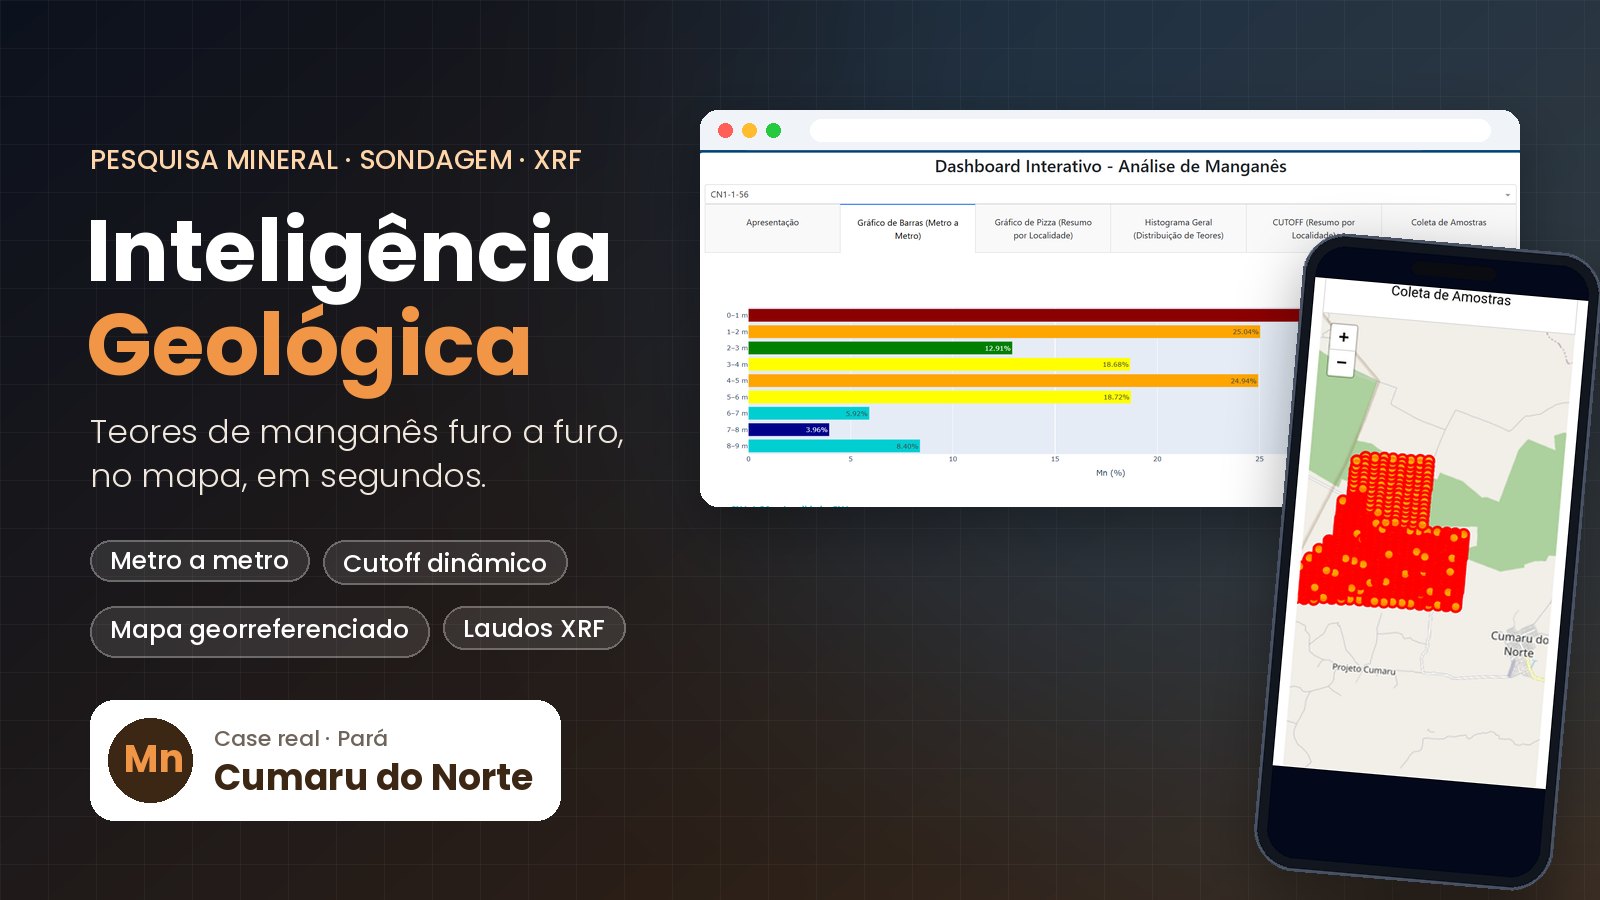 PESQUISA MINERAL · SONDAGEM · XRF
Inteligência
Geológica
Teores de manganês furo a furo,
no mapa, em segundos.
Metro a metro
Cutoff dinâmico
Mapa georreferenciado
Laudos XRF
Mn
Case real · Pará
Cumaru do Norte
Dashboard Interativo - Análise de Manganês
CN1-1-56
Apresentação
Gráfico de Barras (Metro a
Metro)
Gráfico de Pizza (Resumo
por Localidade)
Histograma Geral
(Distribuição de Teores)
CUTOFF (Resumo por
Localidade)
Coleta de Amostras
0–1 m
1–2 m 25.04%
2–3 m 12.91%
3–4 m 18.68%
4–5 m 24.94%
5–6 m 18.72%
6–7 m 5.92%
7–8 m 3.96%
8–9 m 8.40%
0 5 10 15 20 25
Mn (%)
Coleta de Amostras
+
−
Cumaru do
Norte
Projeto Cumaru